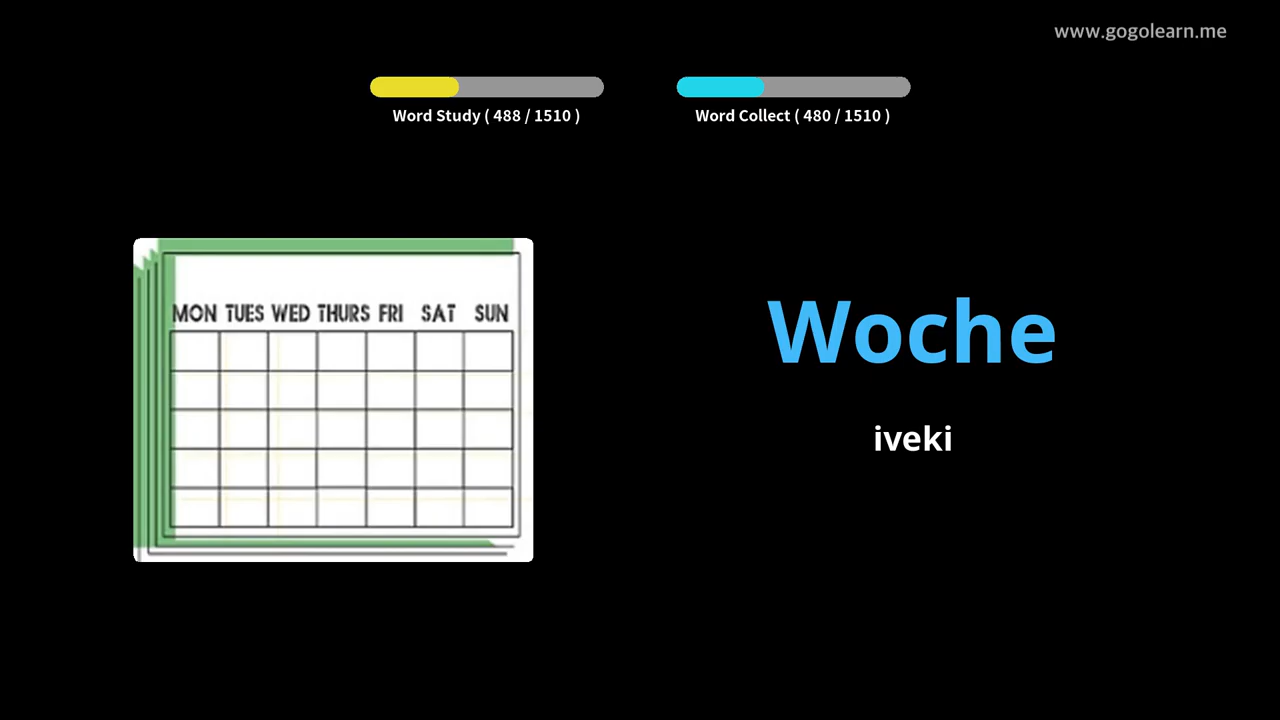 www.gogolearn.me
Word Study ( 488 / 1510 )
Word Collect ( 480 / 1510 )
MON TUES WED THURS FRI SAT SUN
Woche
iveki